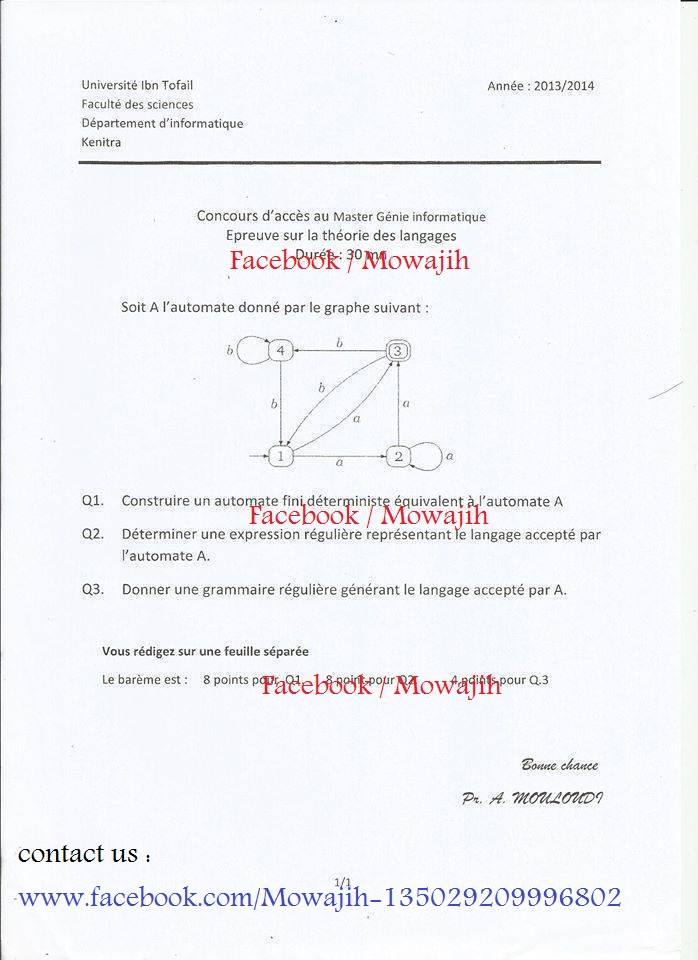 Université Ibn Tofail
Année : 2013/2014
Faculté des sciences
Département d'informatique
Kenitra
Concours d'accès au Master Génie informatique
Epreuve sur la théorie des langages
Durée : 30 mn
Facebook / Mowajih
Soit A l'automate donné par le graphe suivant :
b 4 b 3
b b a a
1 a 2 a
Q1. Construire un automate fini déterministe équivalent à l'automate A
Facebook / Mowajih
Q2. Déterminer une expression régulière représentant le langage accepté par
l'automate A.
Q3. Donner une grammaire régulière générant le langage accepté par A.
Vous rédigez sur une feuille séparée
Le barème est : 8 points pour Q1 8 point pour Q2 4 points pour Q.3
Facebook / Mowajih
Bonne chance
Pr. A. MOULOUDI
contact us :
1/1
www.facebook.com/Mowajih-135029209996802